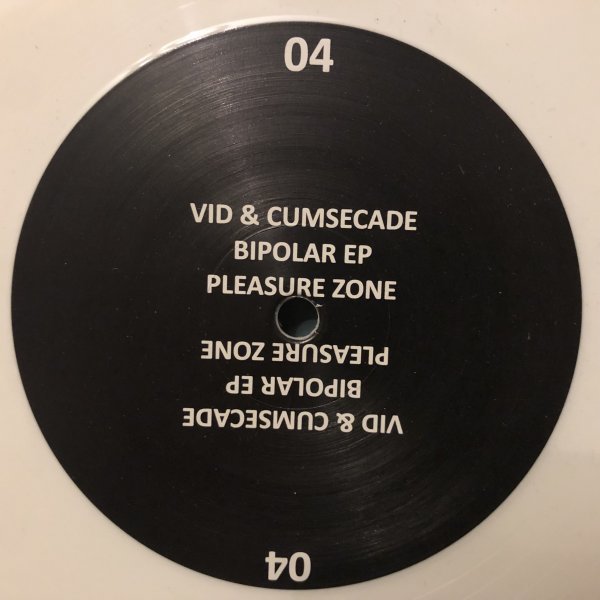 04
VID & CUMSECADE
BIPOLAR EP
PLEASURE ZONE
PLEASURE ZONE
BIPOLAR EP
VID & CUMSECADE
04